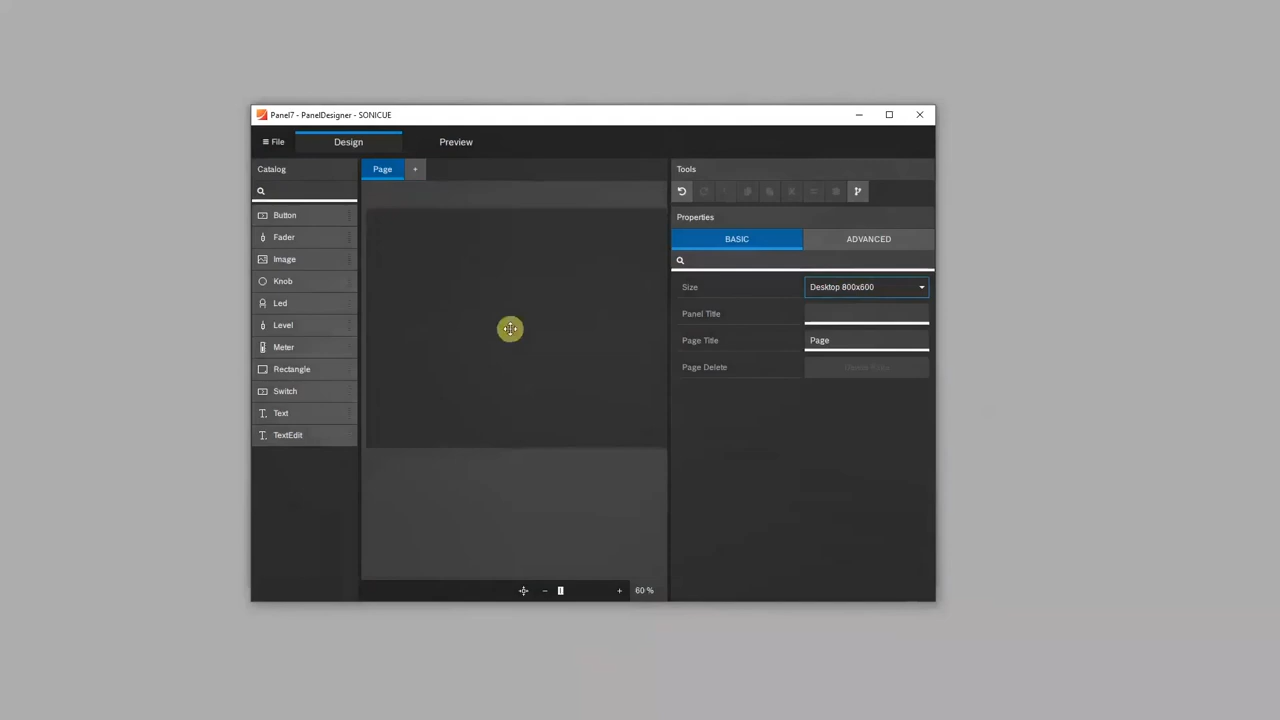 Panel7 - PanelDesigner - SONICUE
File
Design
Preview
Catalog
Page
+
Tools
Button
Fader
Image
Knob
Led
Level
Meter
Rectangle
Switch
Text
TextEdit
Properties
BASIC
ADVANCED
Size
Desktop 800x600
Panel Title
Page Title
Page
Page Delete
60 %